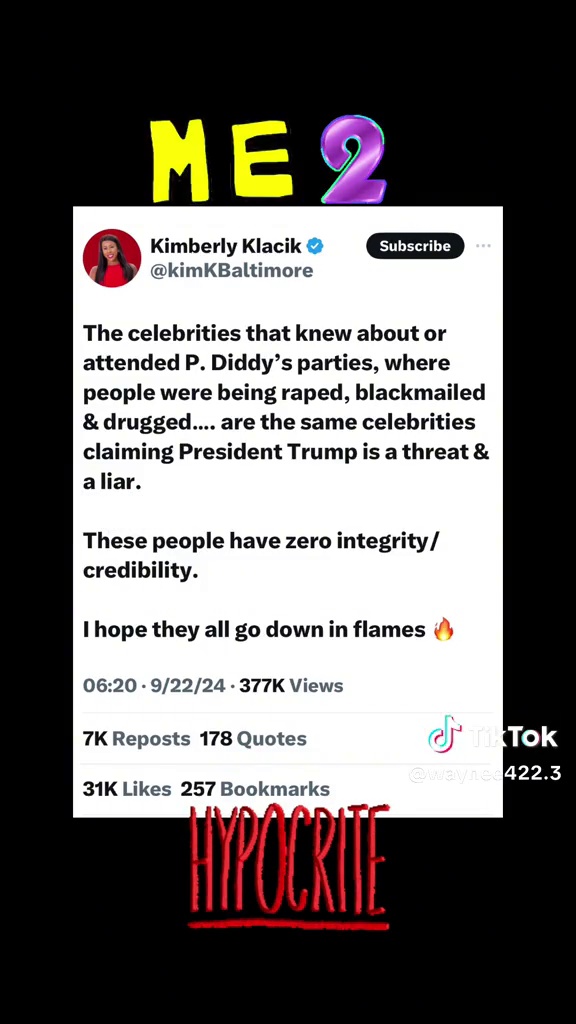 ME 2
Kimberly Klacik
Subscribe
@kimKBaltimore
The celebrities that knew about or
attended P. Diddy’s parties, where
people were being raped, blackmailed
& drugged.... are the same celebrities
claiming President Trump is a threat &
a liar.
These people have zero integrity/
credibility.
I hope they all go down in flames 🔥
06:20 · 9/22/24 · 377K Views
7K Reposts 178 Quotes
TikTok
@waynee422.3
31K Likes 257 Bookmarks
HYPOCRITE